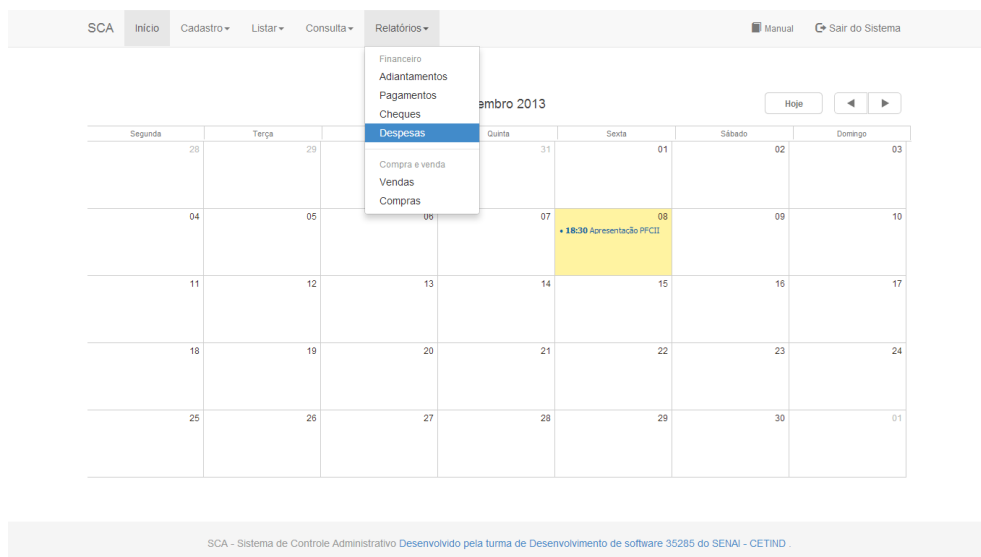 SCA Início Cadastro Listar Consulta Relatórios Manual Sair do Sistema
Financeiro
Adiantamentos
Pagamentos
Cheques
Despesas
Compra e venda
Vendas
Compras
embro 2013 Hoje
Segunda Terça Quinta Sexta Sábado Domingo
28 29 31 01 02 03
04 05 06 07 08 09 10
• 18:30 Apresentação PFCII
11 12 13 14 15 16 17
18 19 20 21 22 23 24
25 26 27 28 29 30 01
SCA - Sistema de Controle Administrativo Desenvolvido pela turma de Desenvolvimento de software 35285 do SENAI - CETIND .